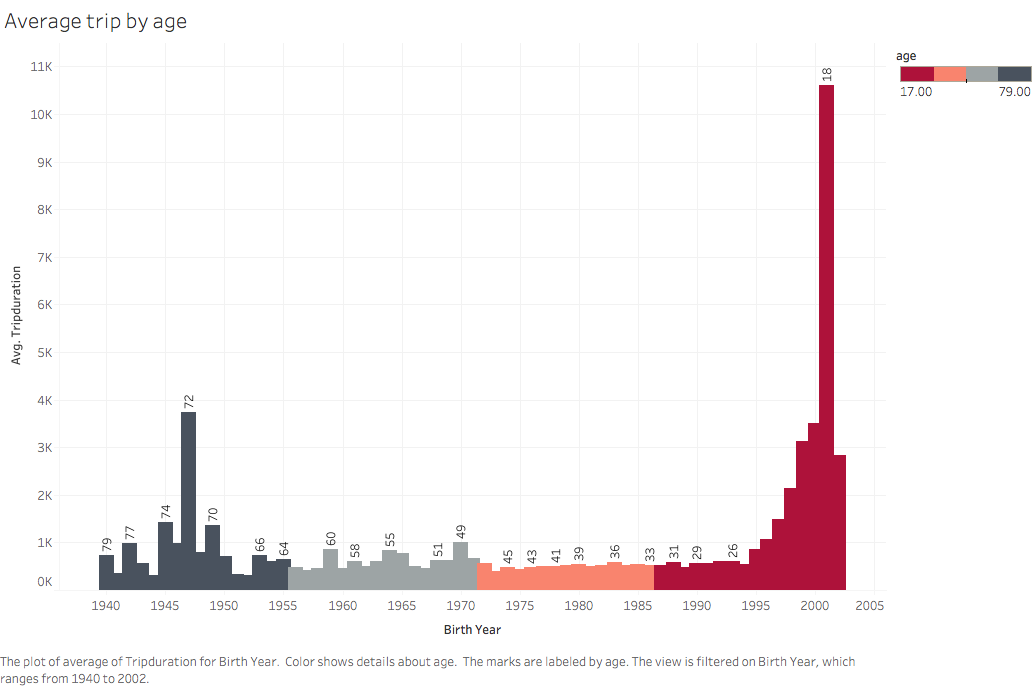 Average trip by age
age
17.00 79.00
11K
10K
9K
8K
7K
6K
5K
4K
3K
2K
1K
0K
Avg. Tripduration
79
77
74
72
70
66
64
60
58
55
51
49
45
43
41
39
36
33
31
29
26
18
1940 1945 1950 1955 1960 1965 1970 1975 1980 1985 1990 1995 2000 2005
Birth Year
The plot of average of Tripduration for Birth Year. Color shows details about age. The marks are labeled by age. The view is filtered on Birth Year, which
ranges from 1940 to 2002.